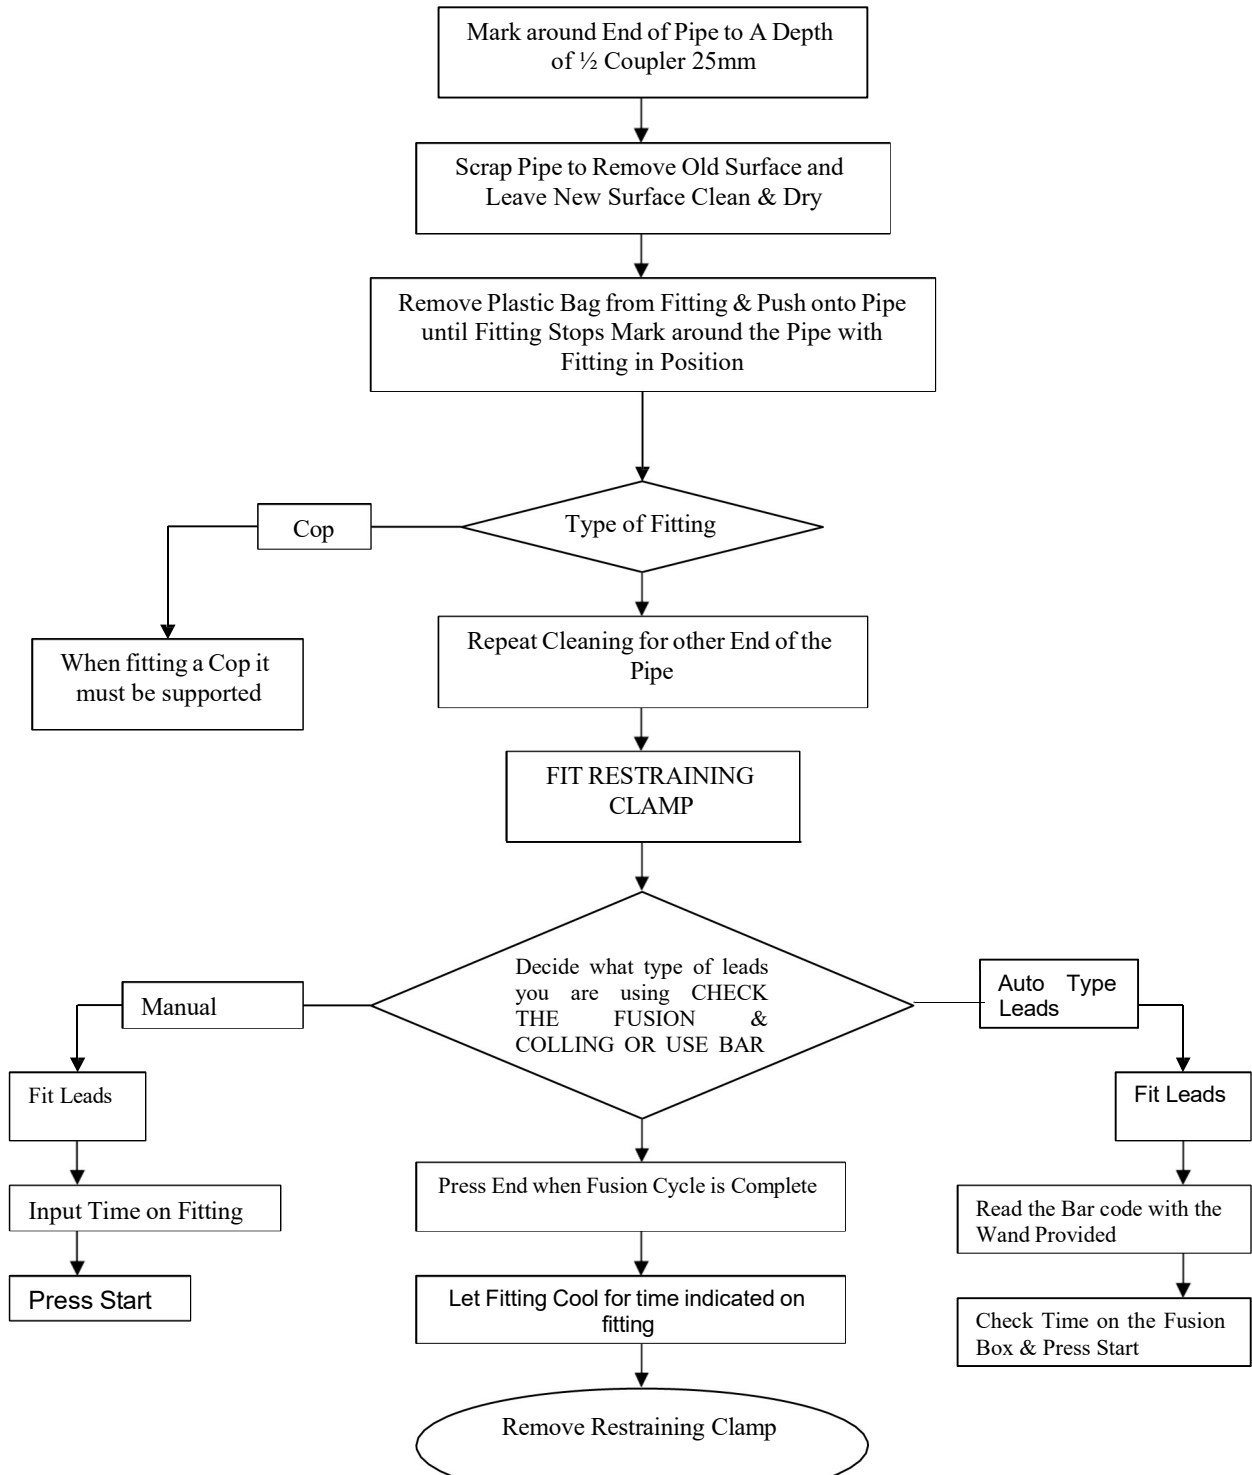 Mark around End of Pipe to A Depth
of ½ Coupler 25mm
Scrap Pipe to Remove Old Surface and
Leave New Surface Clean & Dry
Remove Plastic Bag from Fitting & Push onto Pipe
until Fitting Stops Mark around the Pipe with
Fitting in Position
Type of Fitting
Cop
When fitting a Cop it
must be supported
Repeat Cleaning for other End of the
Pipe
FIT RESTRAINING
CLAMP
Decide what type of leads
you are using CHECK
THE FUSION &
COLLING OR USE BAR
Manual
Fit Leads
Input Time on Fitting
Press Start
Auto Type
Leads
Fit Leads
Read the Bar code with the
Wand Provided
Check Time on the Fusion
Box & Press Start
Press End when Fusion Cycle is Complete
Let Fitting Cool for time indicated on
fitting
Remove Restraining Clamp